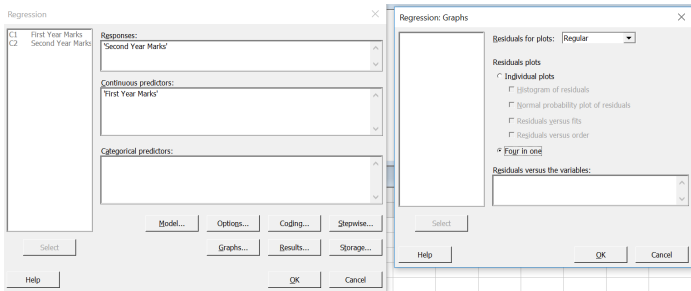 Regression
C1 First Year Marks
C2 Second Year Marks
Responses:
'Second Year Marks'
Continuous predictors:
'First Year Marks'
Categorical predictors:
Model...
Options...
Coding...
Stepwise...
Select
Graphs...
Results...
Storage...
Help
OK
Cancel
Regression: Graphs
Residuals for plots: Regular
Residuals plots
Individual plots
Histogram of residuals
Normal probability plot of residuals
Residuals versus fits
Residuals versus order
Four in one
Residuals versus the variables:
Select
Help
OK
Cancel